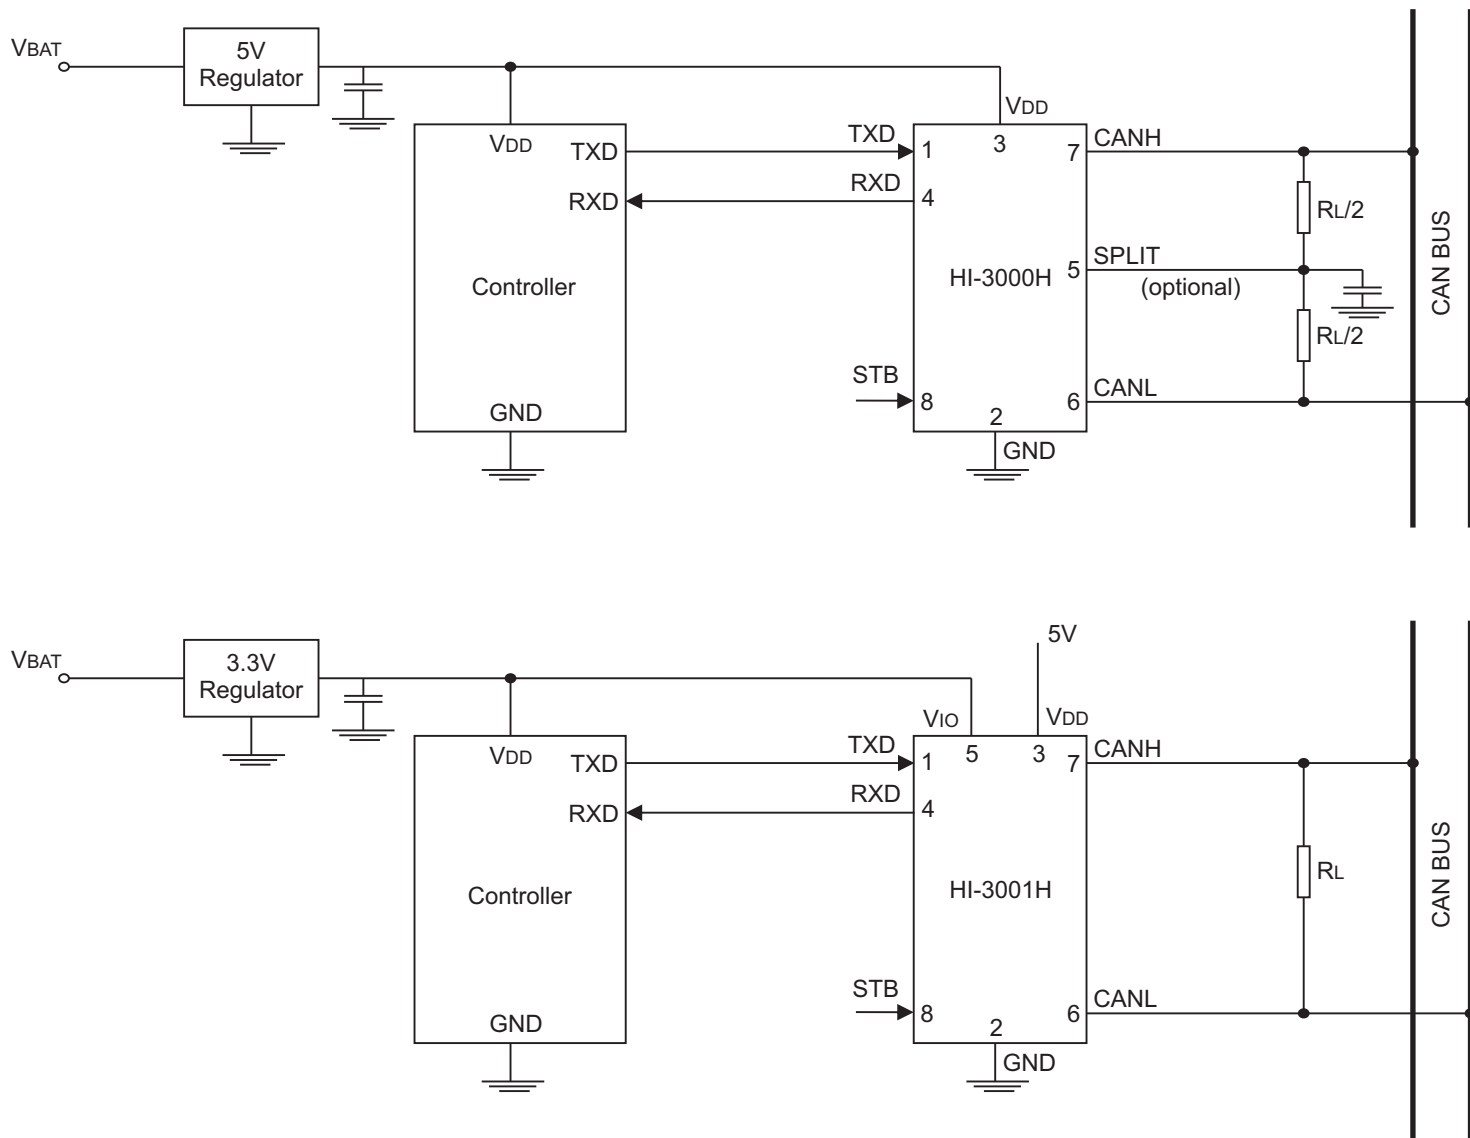 VBAT
5V
Regulator
VDD
VDD
TXD
TXD
1
3
7
CANH
RXD
RXD
4
RL/2
Controller
HI-3000H
5
SPLIT
(optional)
CAN BUS
RL/2
STB
8
6
CANL
GND
2
GND
VBAT
3.3V
Regulator
5V
VIO
VDD
VDD
TXD
TXD
1
5
3
7
CANH
RXD
RXD
4
Controller
HI-3001H
RL
CAN BUS
STB
8
6
CANL
GND
2
GND